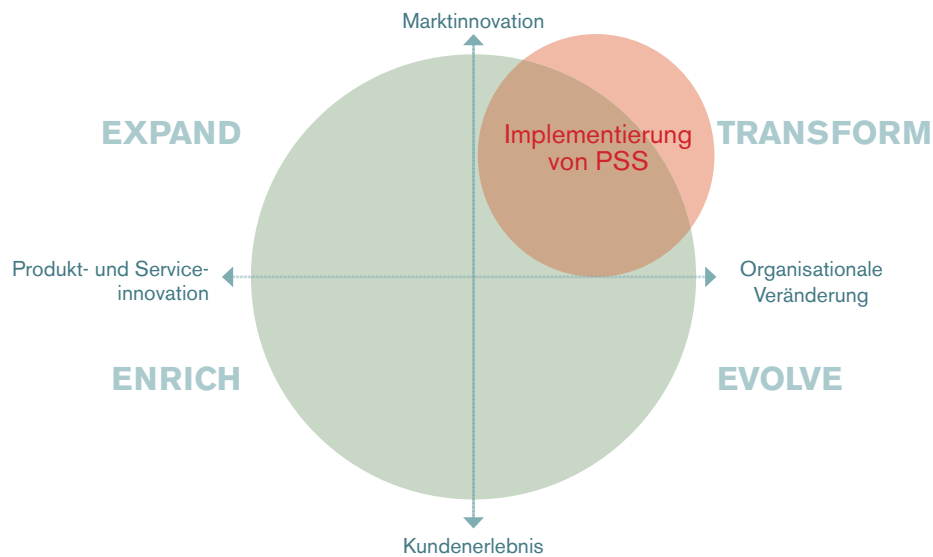 Marktinnovation
EXPAND
Implementierung
von PSS
TRANSFORM
Produkt- und Service-
innovation
Organisationale
Veränderung
ENRICH
EVOLVE
Kundenerlebnis